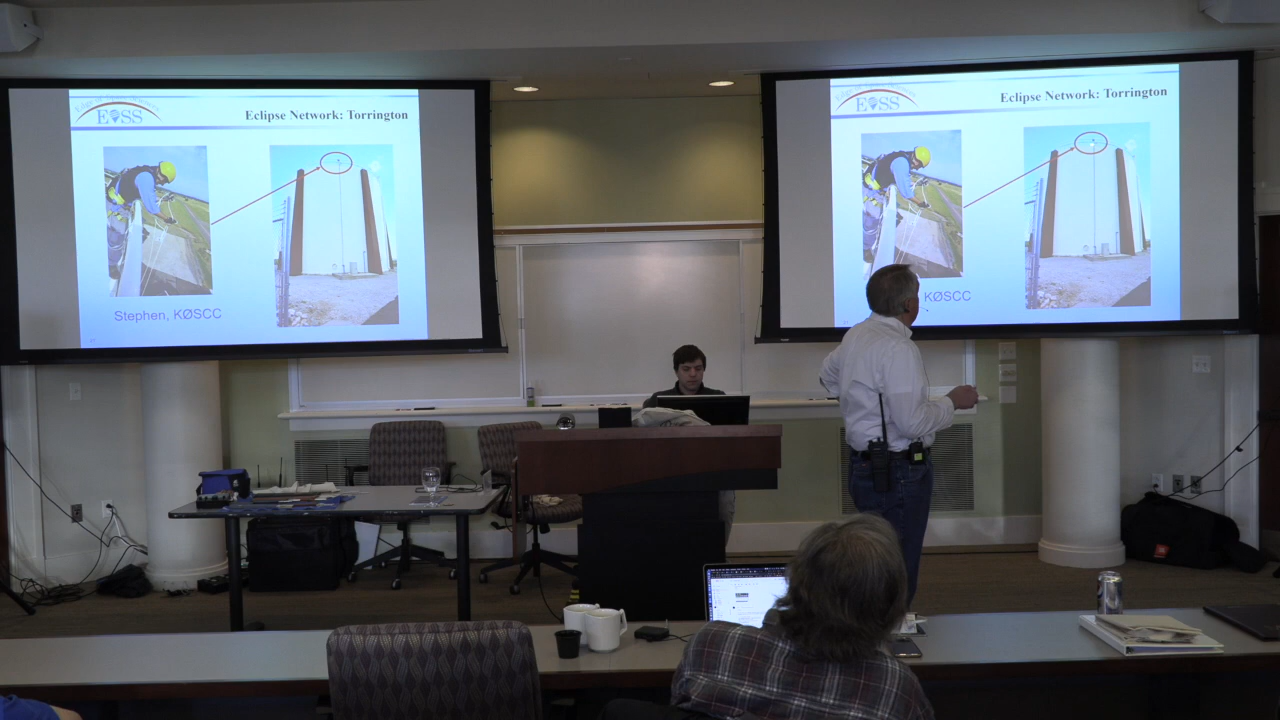 EOSS
Eclipse Network: Torrington
Stephen, KØSCC
EOSS
Eclipse Network: Torrington
KØSCC